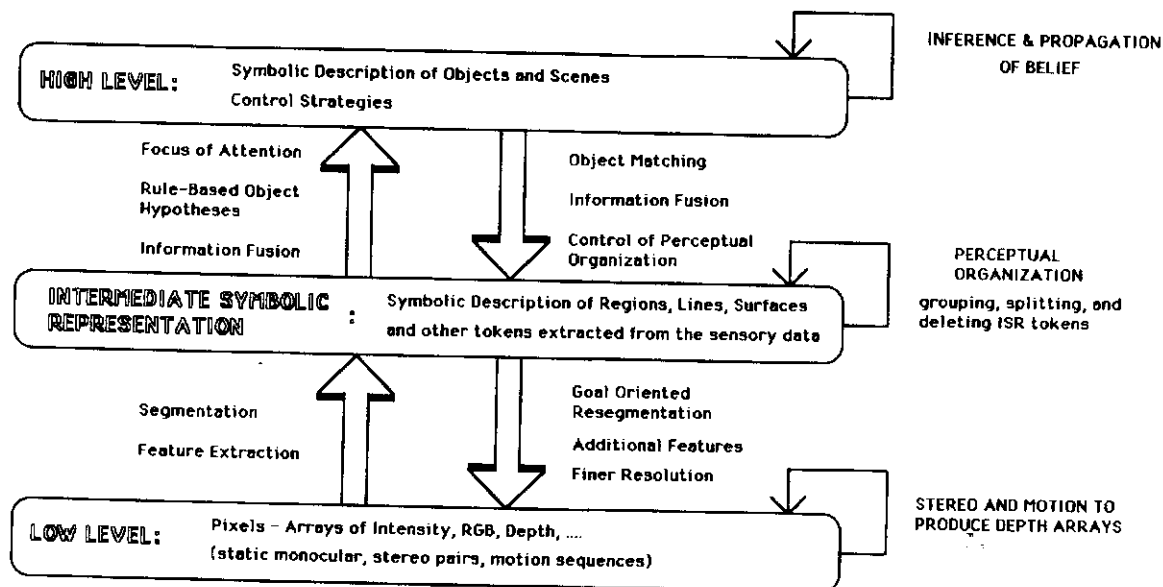 HIGH LEVEL:
Symbolic Description of Objects and Scenes
Control Strategies
INFERENCE & PROPAGATION
OF BELIEF
Focus of Attention
Rule-Based Object
Hypotheses
Information Fusion
Object Matching
Information Fusion
Control of Perceptual
Organization
INTERMEDIATE SYMBOLIC
REPRESENTATION :
Symbolic Description of Regions, Lines, Surfaces
and other tokens extracted from the sensory data
PERCEPTUAL
ORGANIZATION
grouping, splitting, and
deleting ISR tokens
Segmentation
Feature Extraction
Goal Oriented
Resegmentation
Additional Features
Finer Resolution
LOW LEVEL:
Pixels - Arrays of Intensity, RGB, Depth, ....
(static monocular, stereo pairs, motion sequences)
STEREO AND MOTION TO
PRODUCE DEPTH ARRAYS